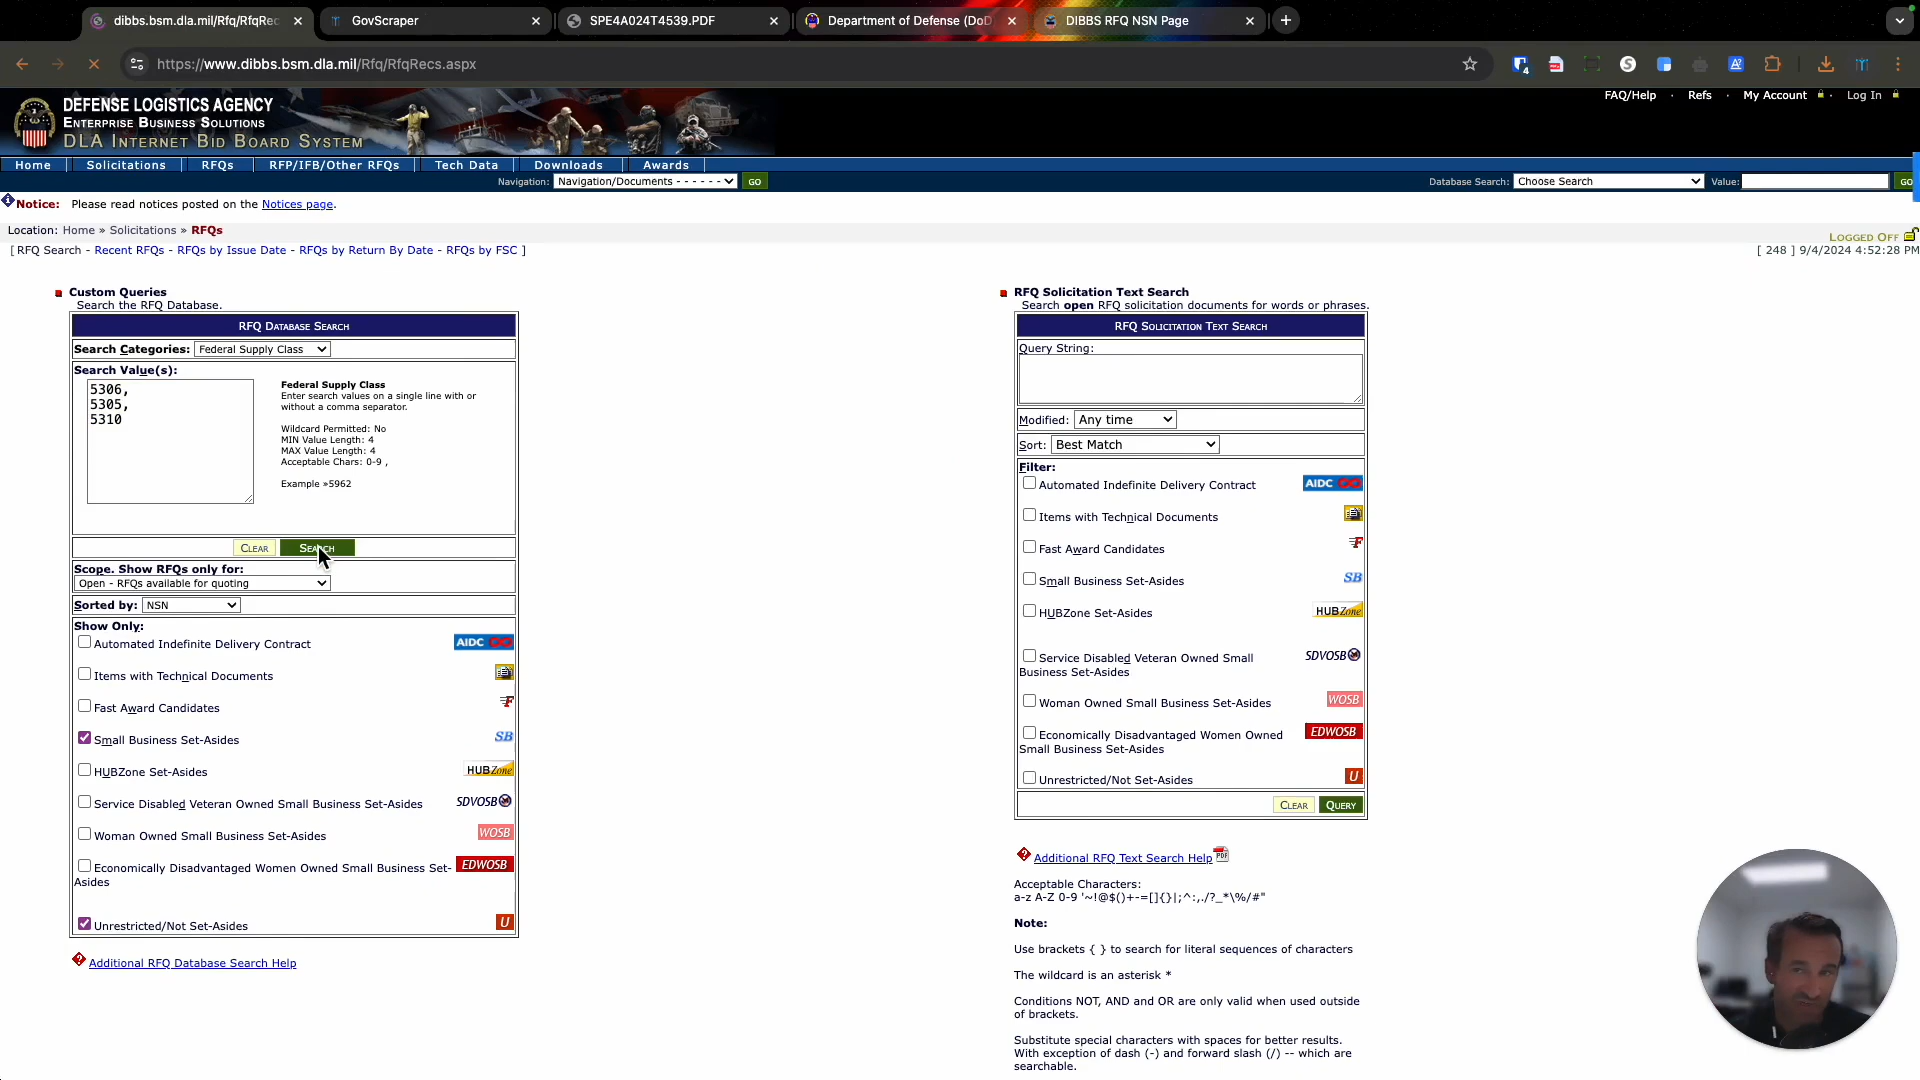 dibbs.bsm.dla.mil/Rfq/RfqRec
GovScraper
SPE4A024T4539.PDF
Department of Defense (DoD
DIBBS RFQ NSN Page
https://www.dibbs.bsm.dla.mil/Rfq/RfqRecs.aspx
DEFENSE LOGISTICS AGENCY
ENTERPRISE BUSINESS SOLUTIONS
DLA INTERNET BID BOARD SYSTEM
FAQ/Help · Refs · My Account · Log In
Home Solicitations RFQs RFP/IFB/Other RFQs Tech Data Downloads Awards
Navigation: Navigation/Documents - - - - - - GO
Database Search: Choose Search Value: GO
Notice: Please read notices posted on the Notices page.
Location: Home » Solicitations » RFQs
LOGGED OFF
[ RFQ Search - Recent RFQs - RFQs by Issue Date - RFQs by Return By Date - RFQs by FSC ]
[ 248 ] 9/4/2024 4:52:28 PM
Custom Queries
Search the RFQ Database.
RFQ DATABASE SEARCH
Search Categories: Federal Supply Class
Search Value(s):
5306,
5305,
5310
Federal Supply Class
Enter search values on a single line with or
without a comma separator.
Wildcard Permitted: No
MIN Value Length: 4
MAX Value Length: 4
Acceptable Chars: 0-9 ,
Example »5962
CLEAR SEARCH
Scope. Show RFQs only for:
Open - RFQs available for quoting
Sorted by: NSN
Show Only:
Automated Indefinite Delivery Contract AIDC
Items with Technical Documents
Fast Award Candidates F
Small Business Set-Asides SB
HUBZone Set-Asides HUBZone
Service Disabled Veteran Owned Small Business Set-Asides SDVOSB
Woman Owned Small Business Set-Asides WOSB
Economically Disadvantaged Women Owned Small Business Set- EDWOSB
Asides
Unrestricted/Not Set-Asides U
Additional RFQ Database Search Help
RFQ Solicitation Text Search
Search open RFQ solicitation documents for words or phrases.
RFQ SOLICITATION TEXT SEARCH
Query String:
Modified: Any time
Sort: Best Match
Filter:
Automated Indefinite Delivery Contract AIDC
Items with Technical Documents
Fast Award Candidates F
Small Business Set-Asides SB
HUBZone Set-Asides HUBZone
Service Disabled Veteran Owned Small SDVOSB
Business Set-Asides
Woman Owned Small Business Set-Asides WOSB
Economically Disadvantaged Women Owned EDWOSB
Small Business Set-Asides
Unrestricted/Not Set-Asides U
CLEAR QUERY
Additional RFQ Text Search Help PDF
Acceptable Characters:
a-z A-Z 0-9 '~!@$()+-=[]{}|;^:,./?_*\%/#"
Note:
Use brackets { } to search for literal sequences of characters
The wildcard is an asterisk *
Conditions NOT, AND and OR are only valid when used outside
of brackets.
Substitute special characters with spaces for better results.
With exception of dash (-) and forward slash (/) -- which are
searchable.